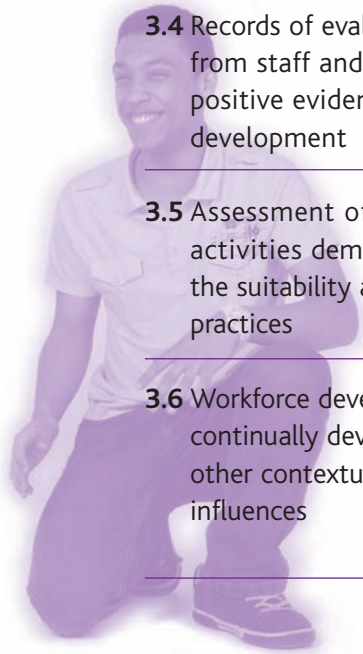 3.4 Records of eval
from staff and
positive eviden
development
3.5 Assessment of
activities dem
the suitability a
practices
3.6 Workforce deve
continually dev
other contextu
influences